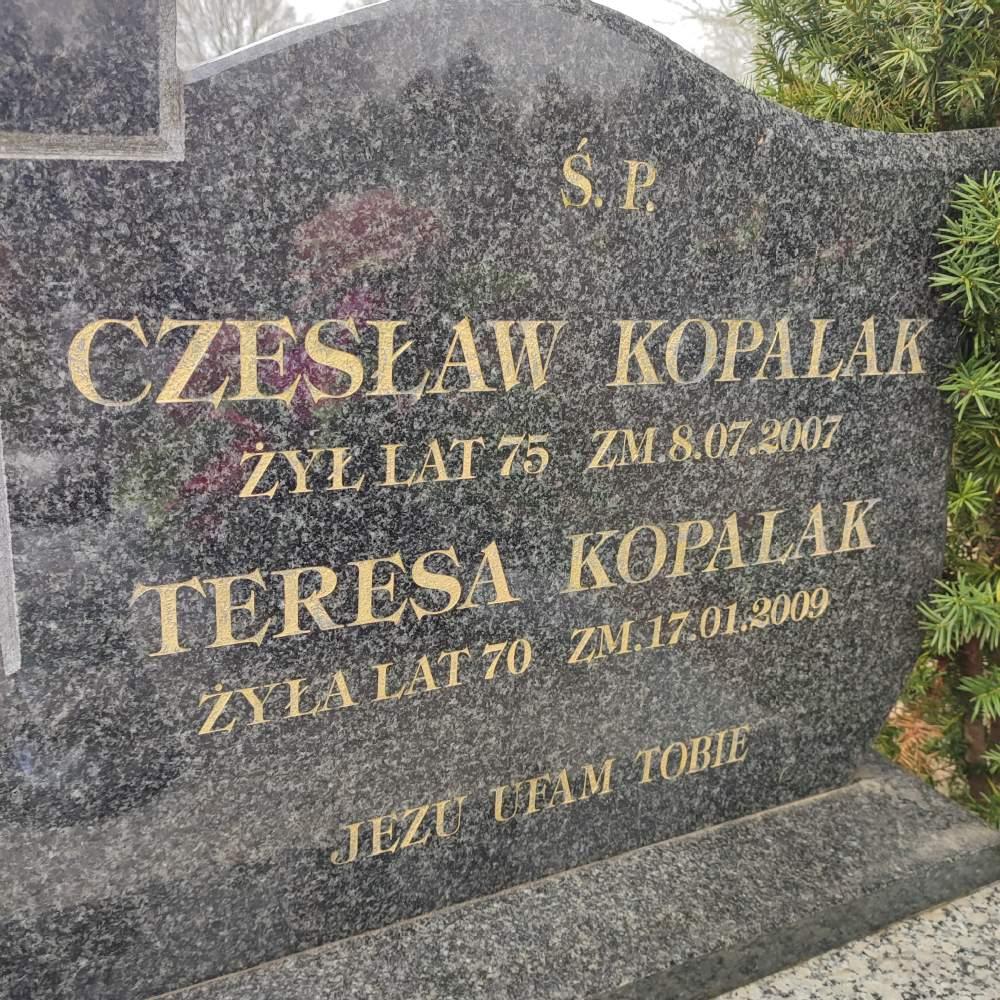 Ś. P.
CZESŁAW KOPALAK
ŻYŁ LAT 75 ZM. 8.07.2007
TERESA KOPALAK
ŻYŁA LAT 70 ZM. 17.01.2009
JEZU UFAM TOBIE